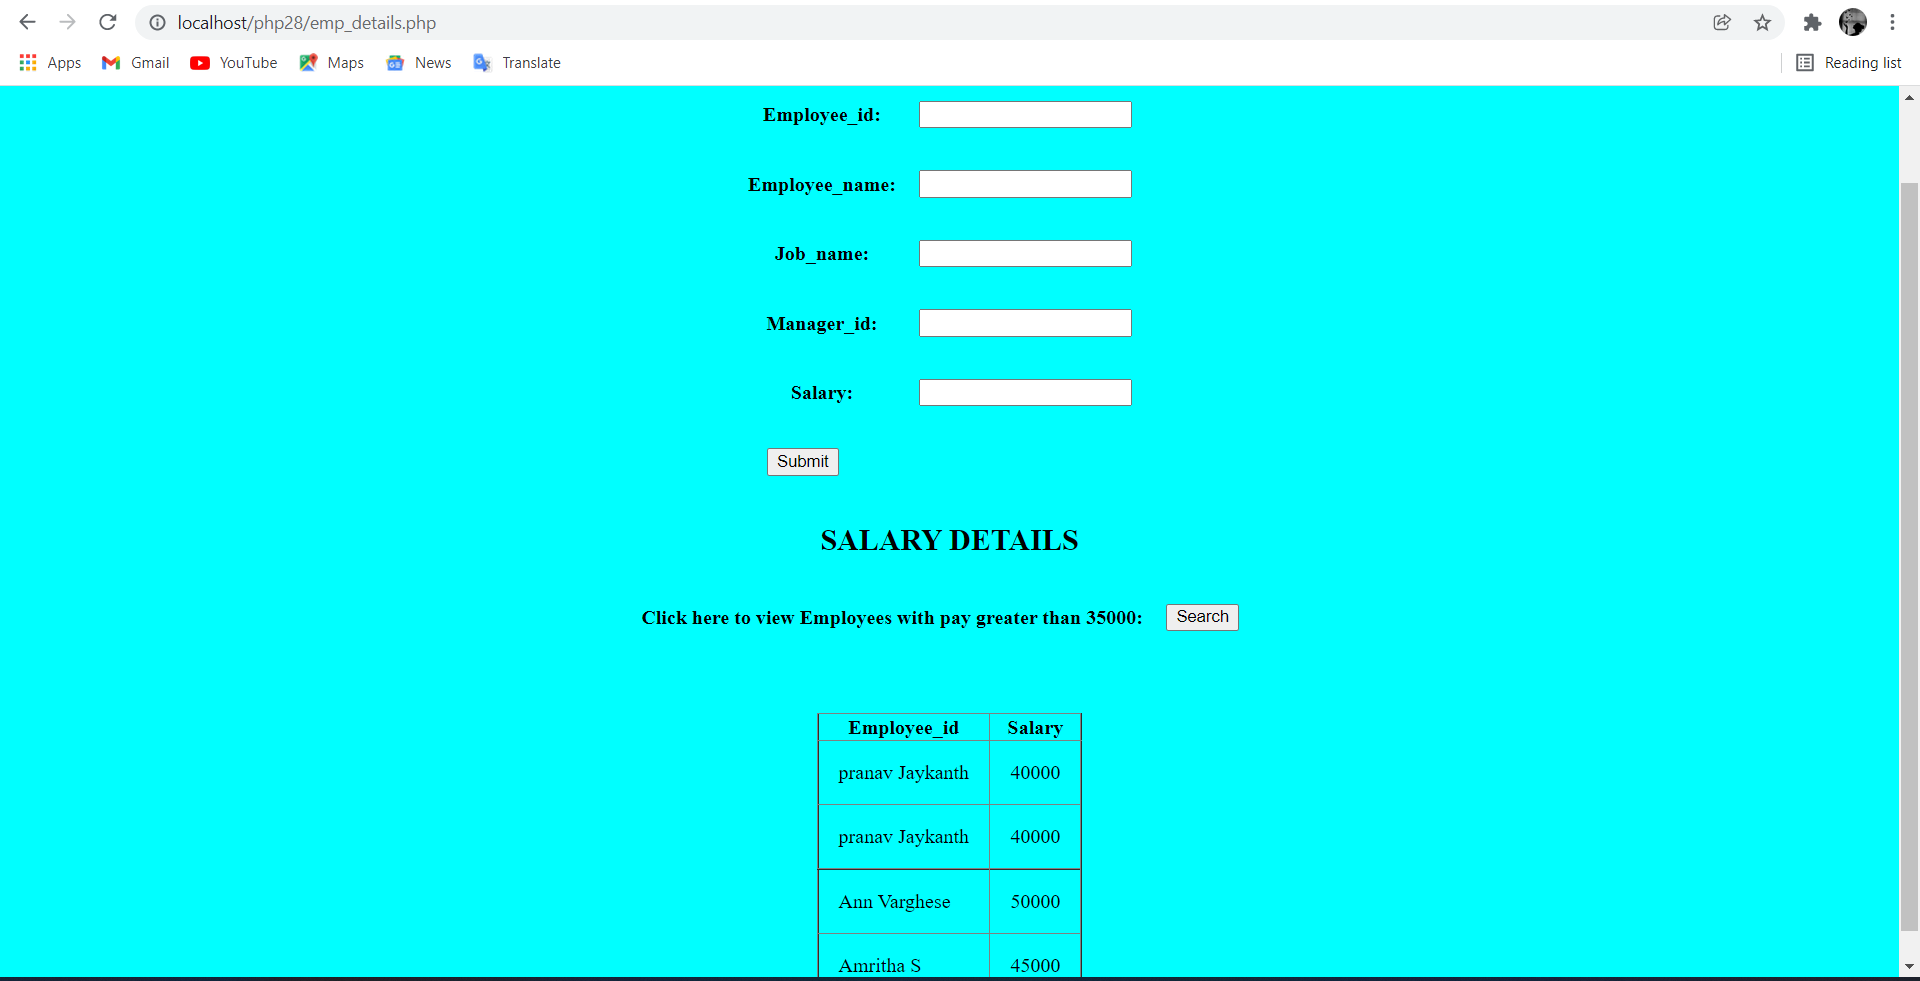 localhost/php28/emp_details.php
Apps Gmail YouTube Maps News Translate Reading list
Employee_id:
Employee_name:
Job_name:
Manager_id:
Salary:
Submit
SALARY DETAILS
Click here to view Employees with pay greater than 35000: Search
Employee_id Salary
pranav Jaykanth 40000
pranav Jaykanth 40000
Ann Varghese 50000
Amritha S 45000